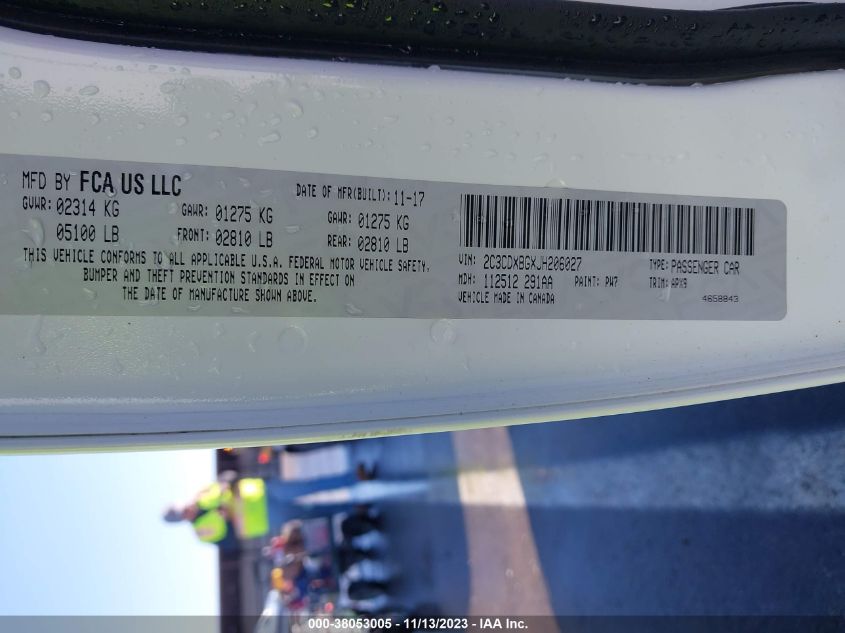 MFD BY FCA US LLC
DATE OF MFR(BUILT): 11-17
GVWR: 02314 KG
GAWR: 01275 KG
GAWR: 01275 KG
05100 LB
FRONT: 02810 LB
REAR: 02810 LB
THIS VEHICLE CONFORMS TO ALL APPLICABLE U.S.A. FEDERAL MOTOR VEHICLE SAFETY,
BUMPER AND THEFT PREVENTION STANDARDS IN EFFECT ON
THE DATE OF MANUFACTURE SHOWN ABOVE.
VIN: 2C3CDXBGXJH206027
TYPE: PASSENGER CAR
MDH: 112512 291AA
PAINT: PW7
TRIM: APX9
VEHICLE MADE IN CANADA
4658843
000-38053005 - 11/13/2023 - IAA Inc.